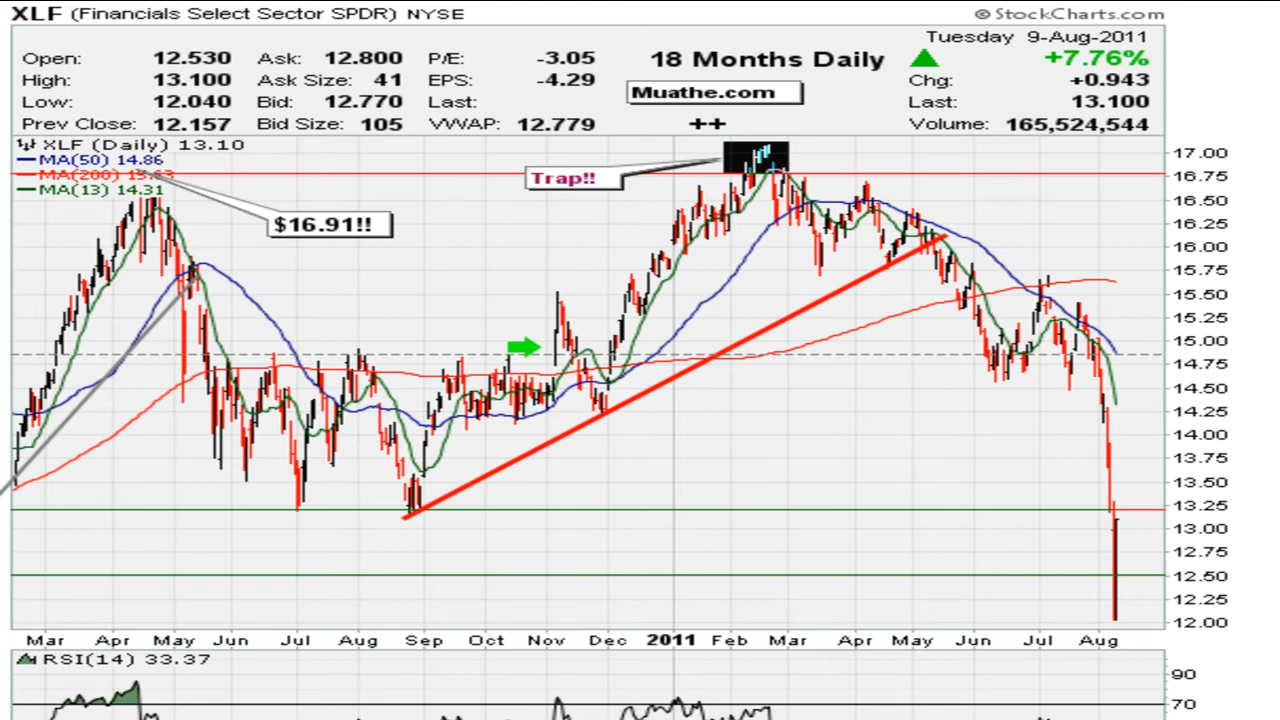 XLF (Financials Select Sector SPDR) NYSE
© StockCharts.com
Tuesday 9-Aug-2011
Open: 12.530 Ask: 12.800 P/E: -3.05 18 Months Daily +7.76%
High: 13.100 Ask Size: 41 EPS: -4.29 Muathe.com Chg: +0.943
Low: 12.040 Bid: 12.770 Last: Last: 13.100
Prev Close: 12.157 Bid Size: 105 VWAP: 12.779 ++ Volume: 165,524,544
XLF (Daily) 13.10
MA(50) 14.86
MA(200) 15.63
MA(13) 14.31
Trap!!
$16.91!!
17.00
16.75
16.50
16.25
16.00
15.75
15.50
15.25
15.00
14.75
14.50
14.25
14.00
13.75
13.50
13.25
13.00
12.75
12.50
12.25
12.00
Mar Apr May Jun Jul Aug Sep Oct Nov Dec 2011 Feb Mar Apr May Jun Jul Aug
RSI(14) 33.37
90
70